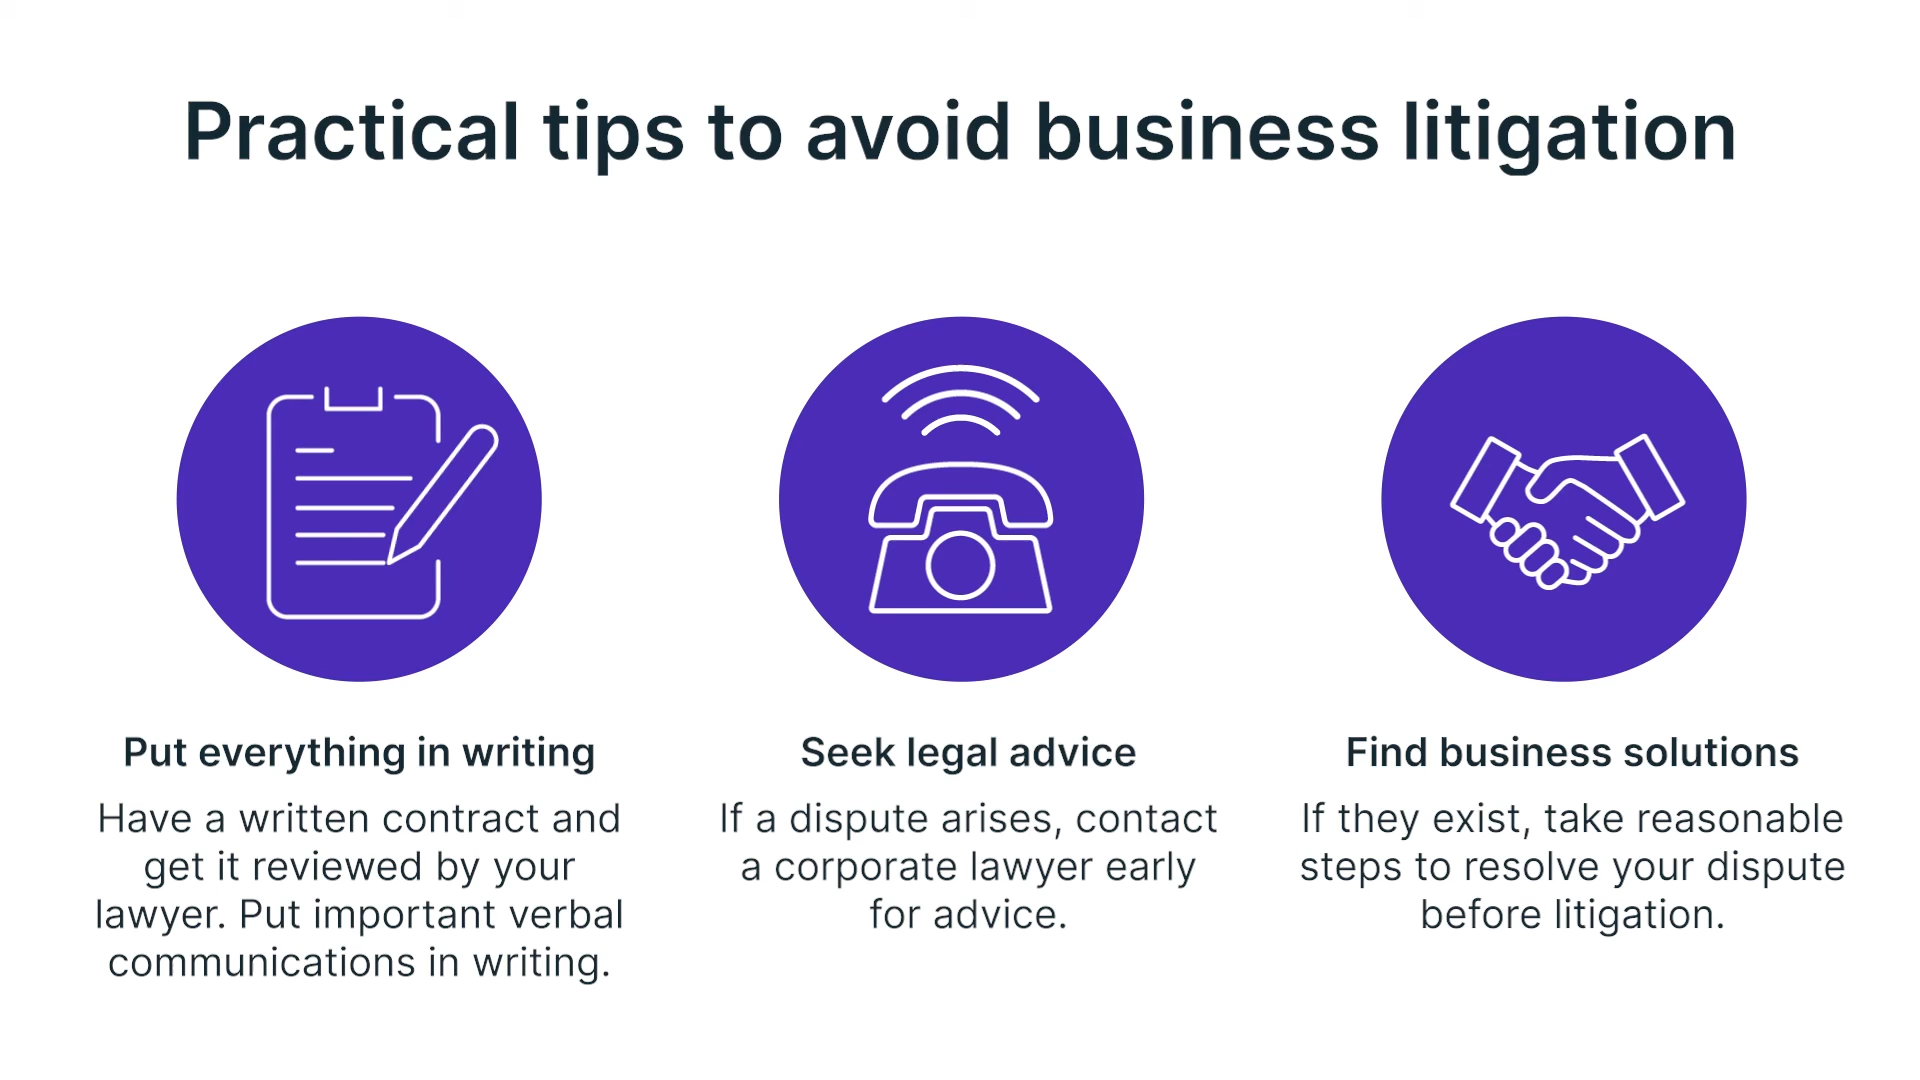 Practical tips to avoid business litigation
Put everything in writing
Have a written contract and
get it reviewed by your
lawyer. Put important verbal
communications in writing.
Seek legal advice
If a dispute arises, contact
a corporate lawyer early
for advice.
Find business solutions
If they exist, take reasonable
steps to resolve your dispute
before litigation.